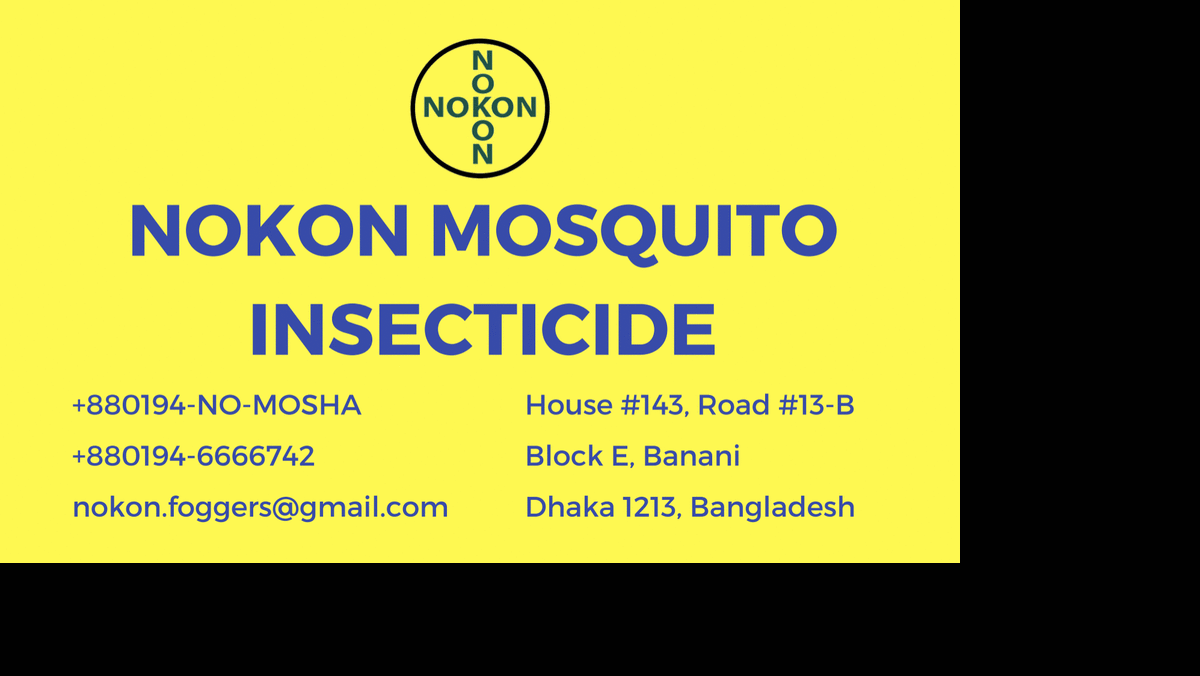 NOKON
NOKON
NOKON MOSQUITO
INSECTICIDE
+880194-NO-MOSHA
+880194-6666742
nokon.foggers@gmail.com
House #143, Road #13-B
Block E, Banani
Dhaka 1213, Bangladesh